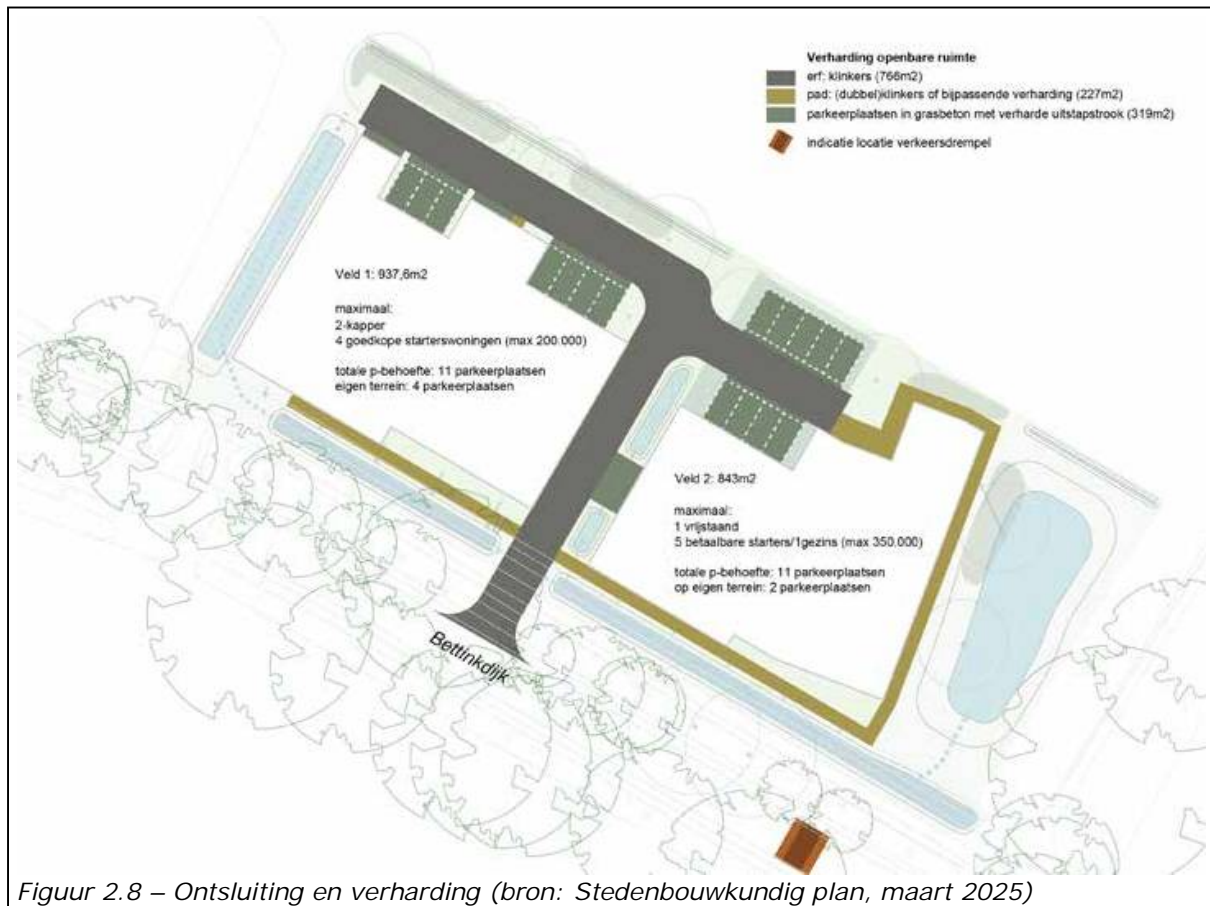 Verharding openbare ruimte
erf: klinkers (766m2)
pad: (dubbel)klinkers of bijpassende verharding (227m2)
parkeerplaatsen in grasbeton met verharde uitstapstrook (319m2)
indicatie locatie verkeersdrempel
Veld 1: 937,6m2
maximaal:
2-kapper
4 goedkope starterswoningen (max 200.000)
totale p-behoefte: 11 parkeerplaatsen
eigen terrein: 4 parkeerplaatsen
Veld 2: 843m2
maximaal:
1 vrijstaand
5 betaalbare starters/1gezins (max 350.000)
totale p-behoefte: 11 parkeerplaatsen
op eigen terrein: 2 parkeerplaatsen
Bettinkdijk
Figuur 2.8 – Ontsluiting en verharding (bron: Stedenbouwkundig plan, maart 2025)